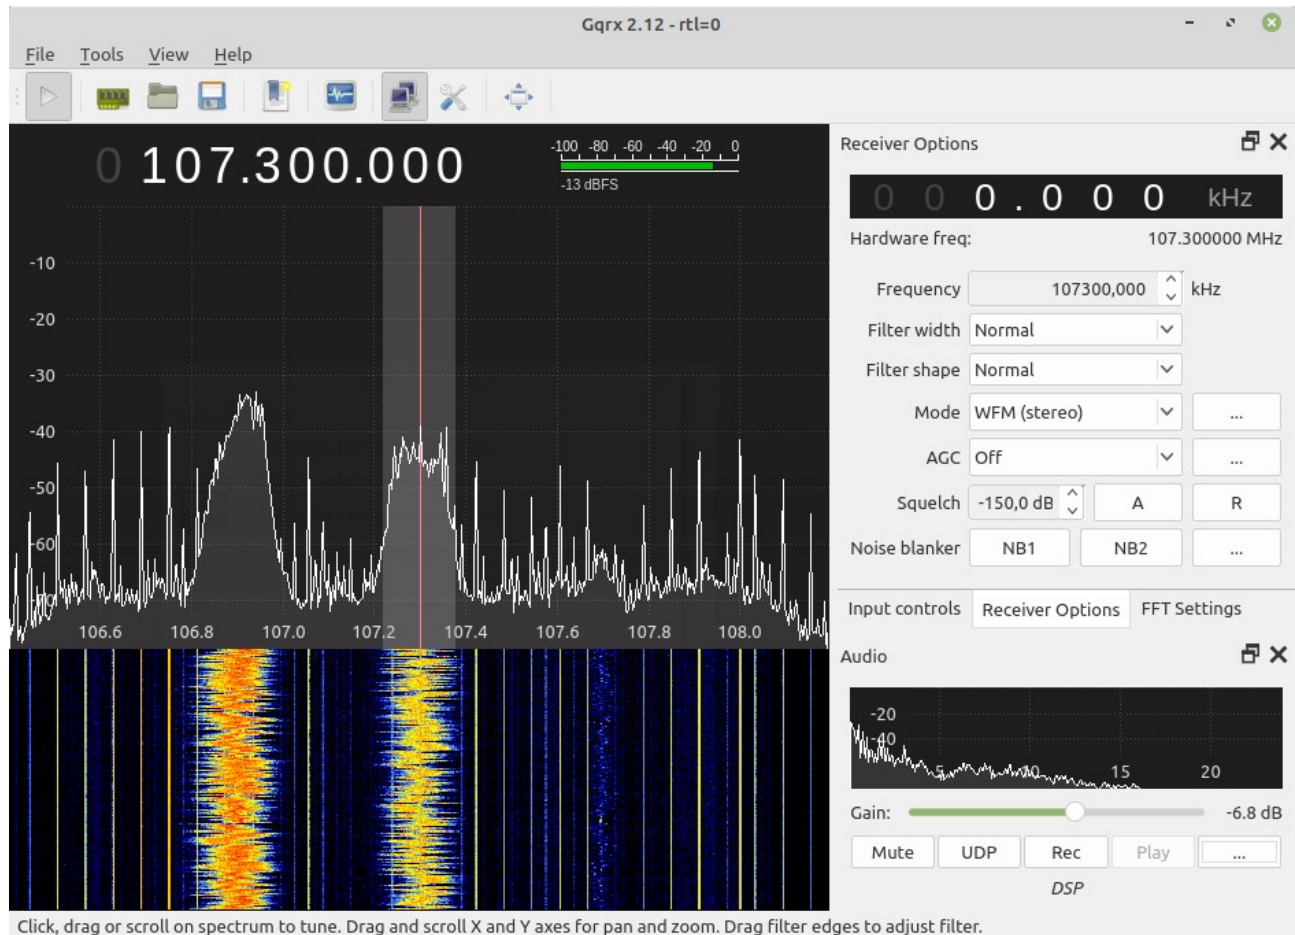 Gqrx 2.12 - rtl=0
File Tools View Help
0 107.300.000
-100 -80 -60 -40 -20 0
-13 dBFS
-10
-20
-30
-40
-50
-60
-70
106.6 106.8 107.0 107.2 107.4 107.6 107.8 108.0
Receiver Options
0 0 0.0 0 0 kHz
Hardware freq: 107.300000 MHz
Frequency 107300,000 kHz
Filter width Normal
Filter shape Normal
Mode WFM (stereo) ...
AGC Off ...
Squelch -150,0 dB A R
Noise blanker NB1 NB2 ...
Input controls Receiver Options FFT Settings
Audio
-20
-40
5 10 15 20
Gain: -6.8 dB
Mute UDP Rec Play ...
DSP
Click, drag or scroll on spectrum to tune. Drag and scroll X and Y axes for pan and zoom. Drag filter edges to adjust filter.